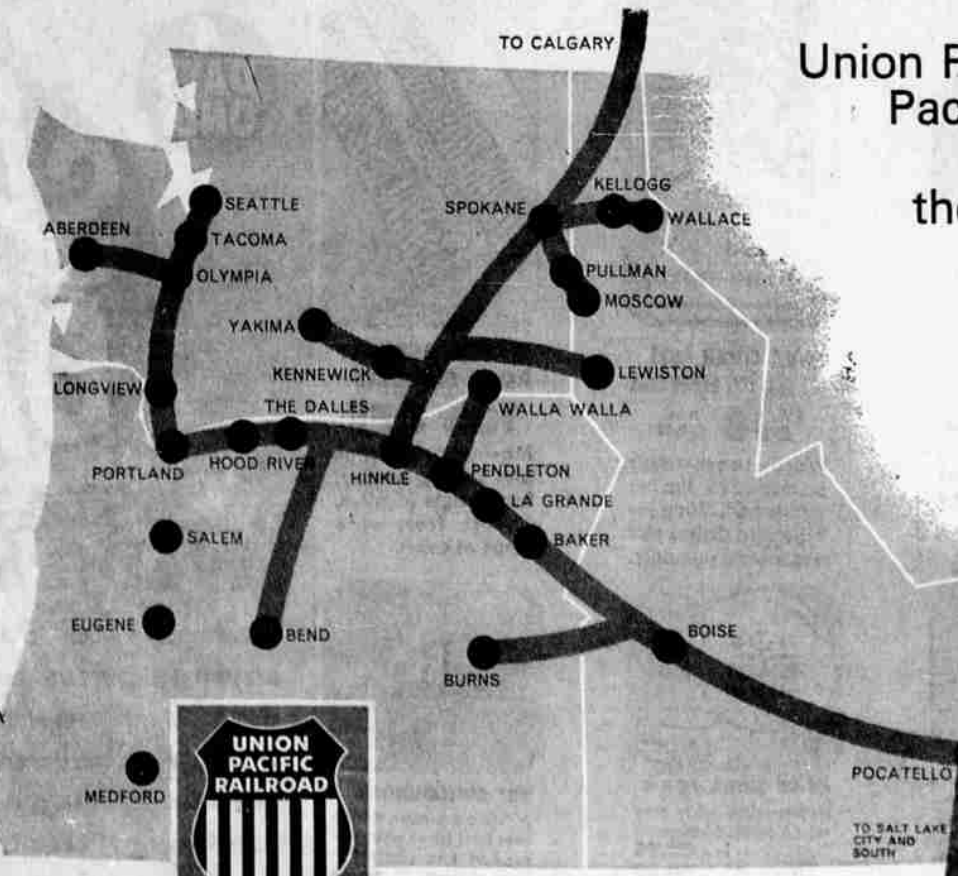 TO CALGARY
Union
Pac
the
KELLOGG
SEATTLE
SPOKANE
WALLACE
ABERDEEN
TACOMA
OLYMPIA
PULLMAN
MOSCOW
YAKIMA
KENNEWICK
LEWISTON
LONGVIEW
THE DALLES
WALLA WALLA
PORTLAND
HOOD RIVER
HINKLE
PENDLETON
LA GRANDE
SALEM
BAKER
EUGENE
BEND
BOISE
BURNS
UNION
PACIFIC
RAILROAD
POCATELLO
MEDFORD
TO SALT LAKE
CITY AND
SOUTH